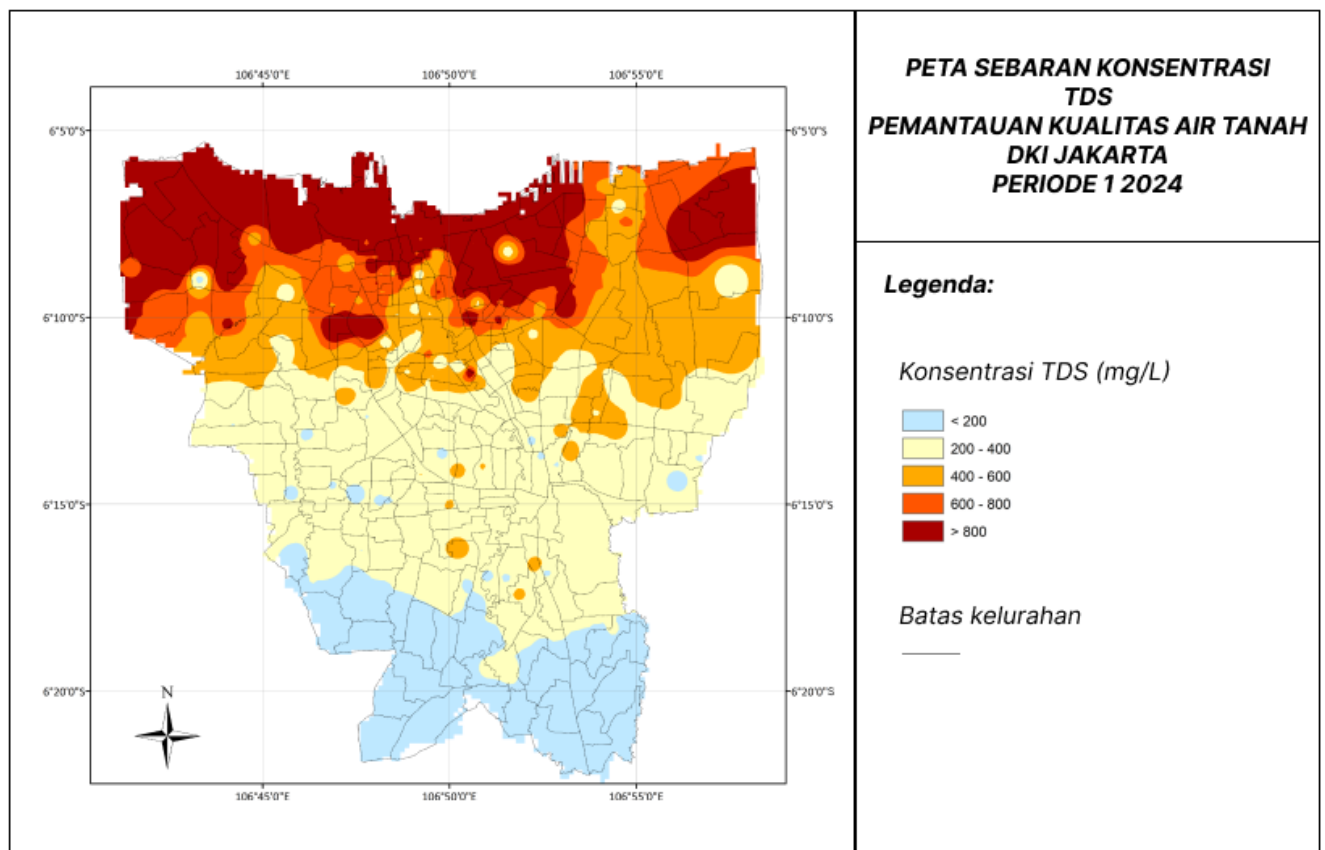 PETA SEBARAN KONSENTRASI
TDS
PEMANTAUAN KUALITAS AIR TANAH
DKI JAKARTA
PERIODE 1 2024
106°45'0"E 106°50'0"E 106°55'0"E
6°5'0"S 6°5'0"S
6°10'0"S 6°10'0"S
6°15'0"S 6°15'0"S
6°20'0"S 6°20'0"S
N
106°45'0"E 106°50'0"E 106°55'0"E
Legenda:
Konsentrasi TDS (mg/L)
< 200
200 - 400
400 - 600
600 - 800
> 800
Batas kelurahan